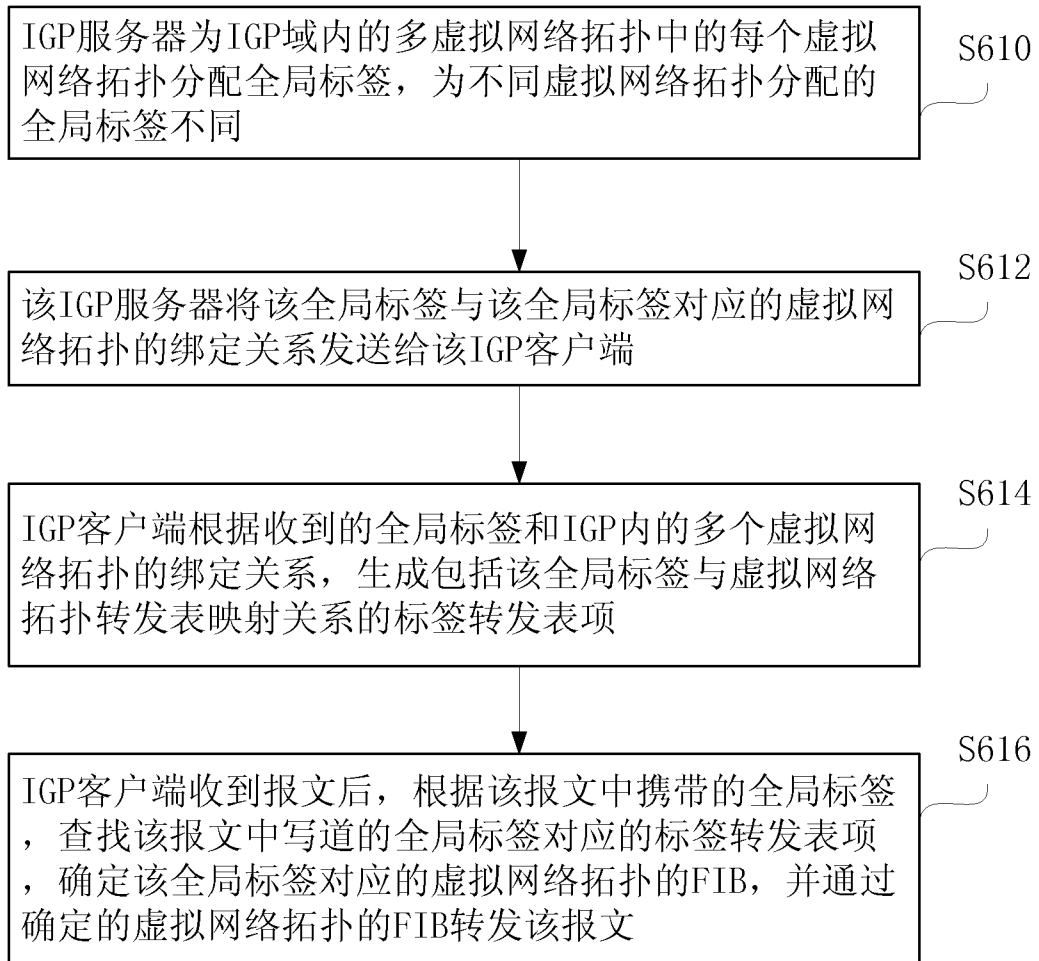 IGP服务器为IGP域内的多虚拟网络拓扑中的每个虚拟
网络拓扑分配全局标签，为不同虚拟网络拓扑分配的
全局标签不同
S610
该IGP服务器将该全局标签与该全局标签对应的虚拟网
络拓扑的绑定关系发送给该IGP客户端
S612
IGP客户端根据收到的全局标签和IGP内的多个虚拟网
络拓扑的绑定关系，生成包括该全局标签与虚拟网络
拓扑转发表映射关系的标签转发表项
S614
IGP客户端收到报文后，根据该报文中携带的全局标签
，查找该报文中写道的全局标签对应的标签转发表项
，确定该全局标签对应的虚拟网络拓扑的FIB，并通过
确定的虚拟网络拓扑的FIB转发该报文
S616